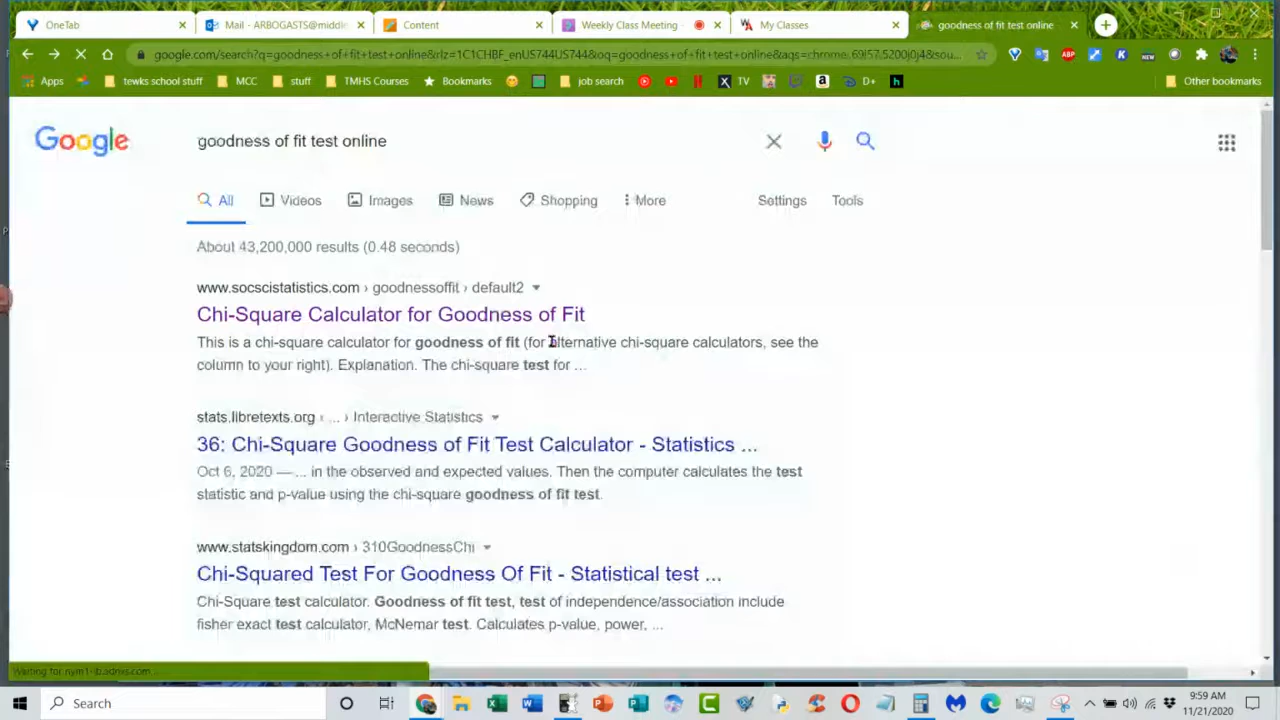 OneTab
Mail - ARBOGASTS@middle
Content
Weekly Class Meeting -
My Classes
goodness of fit test online
google.com/search?q=goodness+of+fit+test+online&rlz=1C1CHBF_enUS744US744&oq=goodness+of+fit+test+online&aqs=chrome.69i57.5200j0j4&sou...
Apps
tewks school stuff
MCC
stuff
TMHS Courses
Bookmarks
job search
TV
D+
Other bookmarks
Google
goodness of fit test online
All
Videos
Images
News
Shopping
More
Settings
Tools
About 43,200,000 results (0.48 seconds)
www.socscistatistics.com › goodnessoffit › default2
Chi-Square Calculator for Goodness of Fit
This is a chi-square calculator for goodness of fit (for alternative chi-square calculators, see the
column to your right). Explanation. The chi-square test for ...
stats.libretexts.org › ... › Interactive Statistics
36: Chi-Square Goodness of Fit Test Calculator - Statistics ...
Oct 6, 2020 — ... in the observed and expected values. Then the computer calculates the test
statistic and p-value using the chi-square goodness of fit test.
www.statskingdom.com › 310GoodnessChi
Chi-Squared Test For Goodness Of Fit - Statistical test ...
Chi-Square test calculator. Goodness of fit test, test of independence/association include
fisher exact test calculator, McNemar test. Calculates p-value, power, ...
Search
9:59 AM
11/21/2020